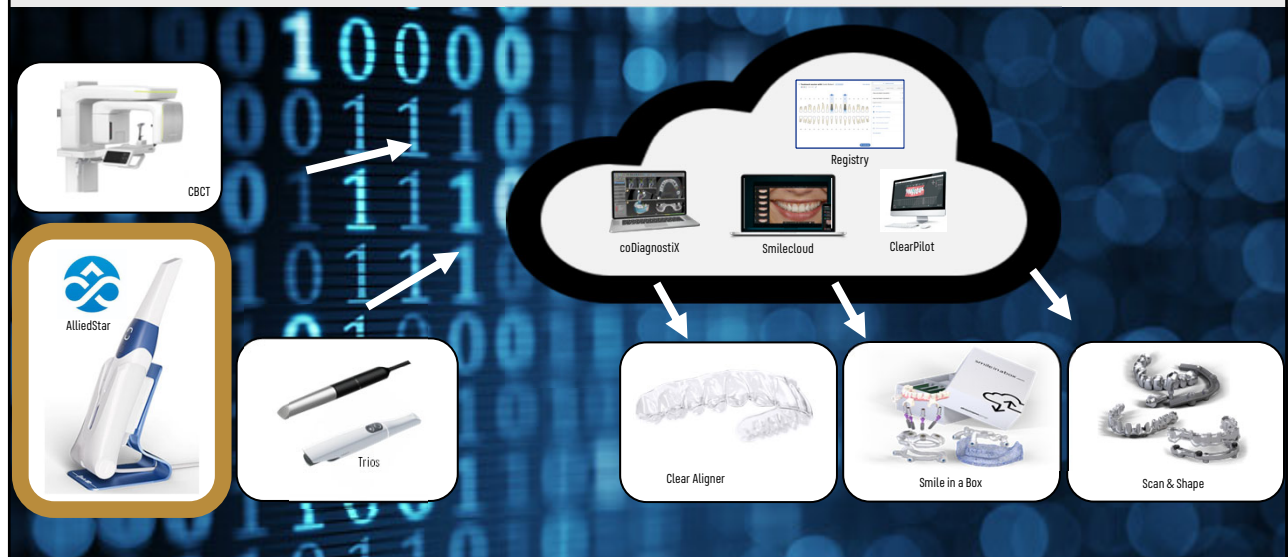 CBCT
AlliedStar
Trios
Registry
coDiagnostiX
Smilecloud
ClearPilot
Clear Aligner
Smile in a Box
Scan & Shape